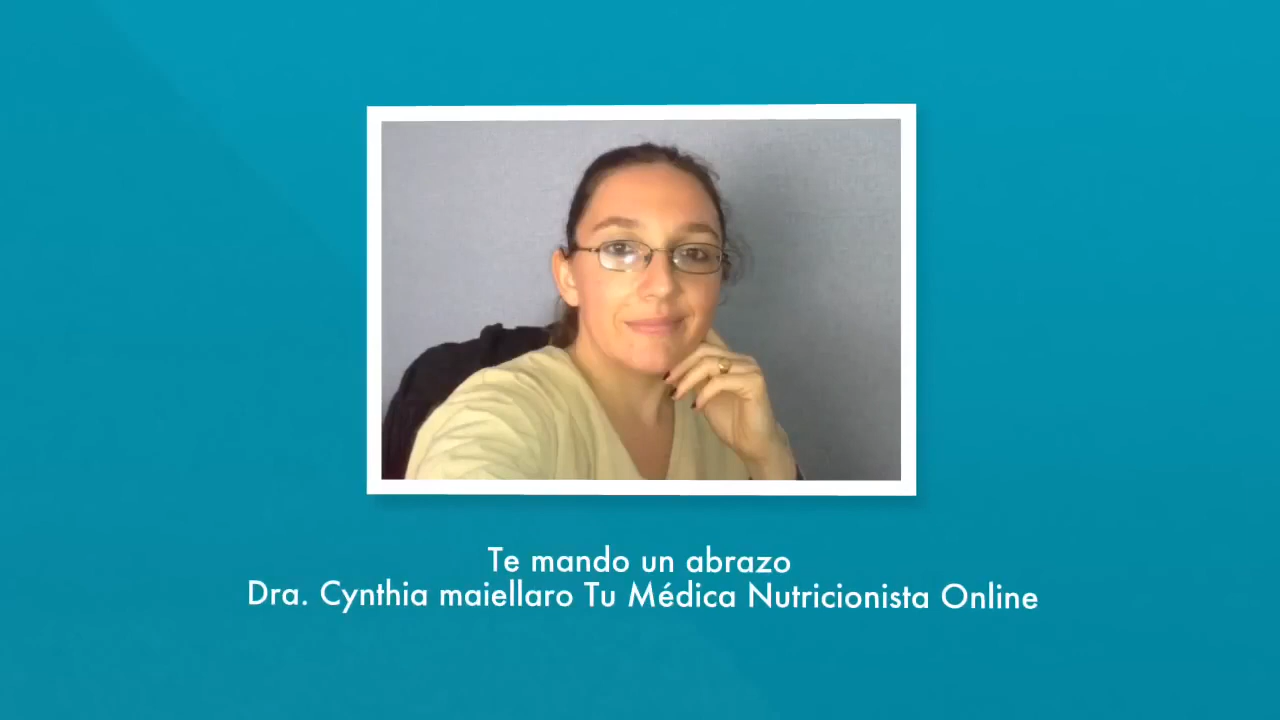 Te mando un abrazo
Dra. Cynthia maiellaro Tu Médica Nutricionista Online